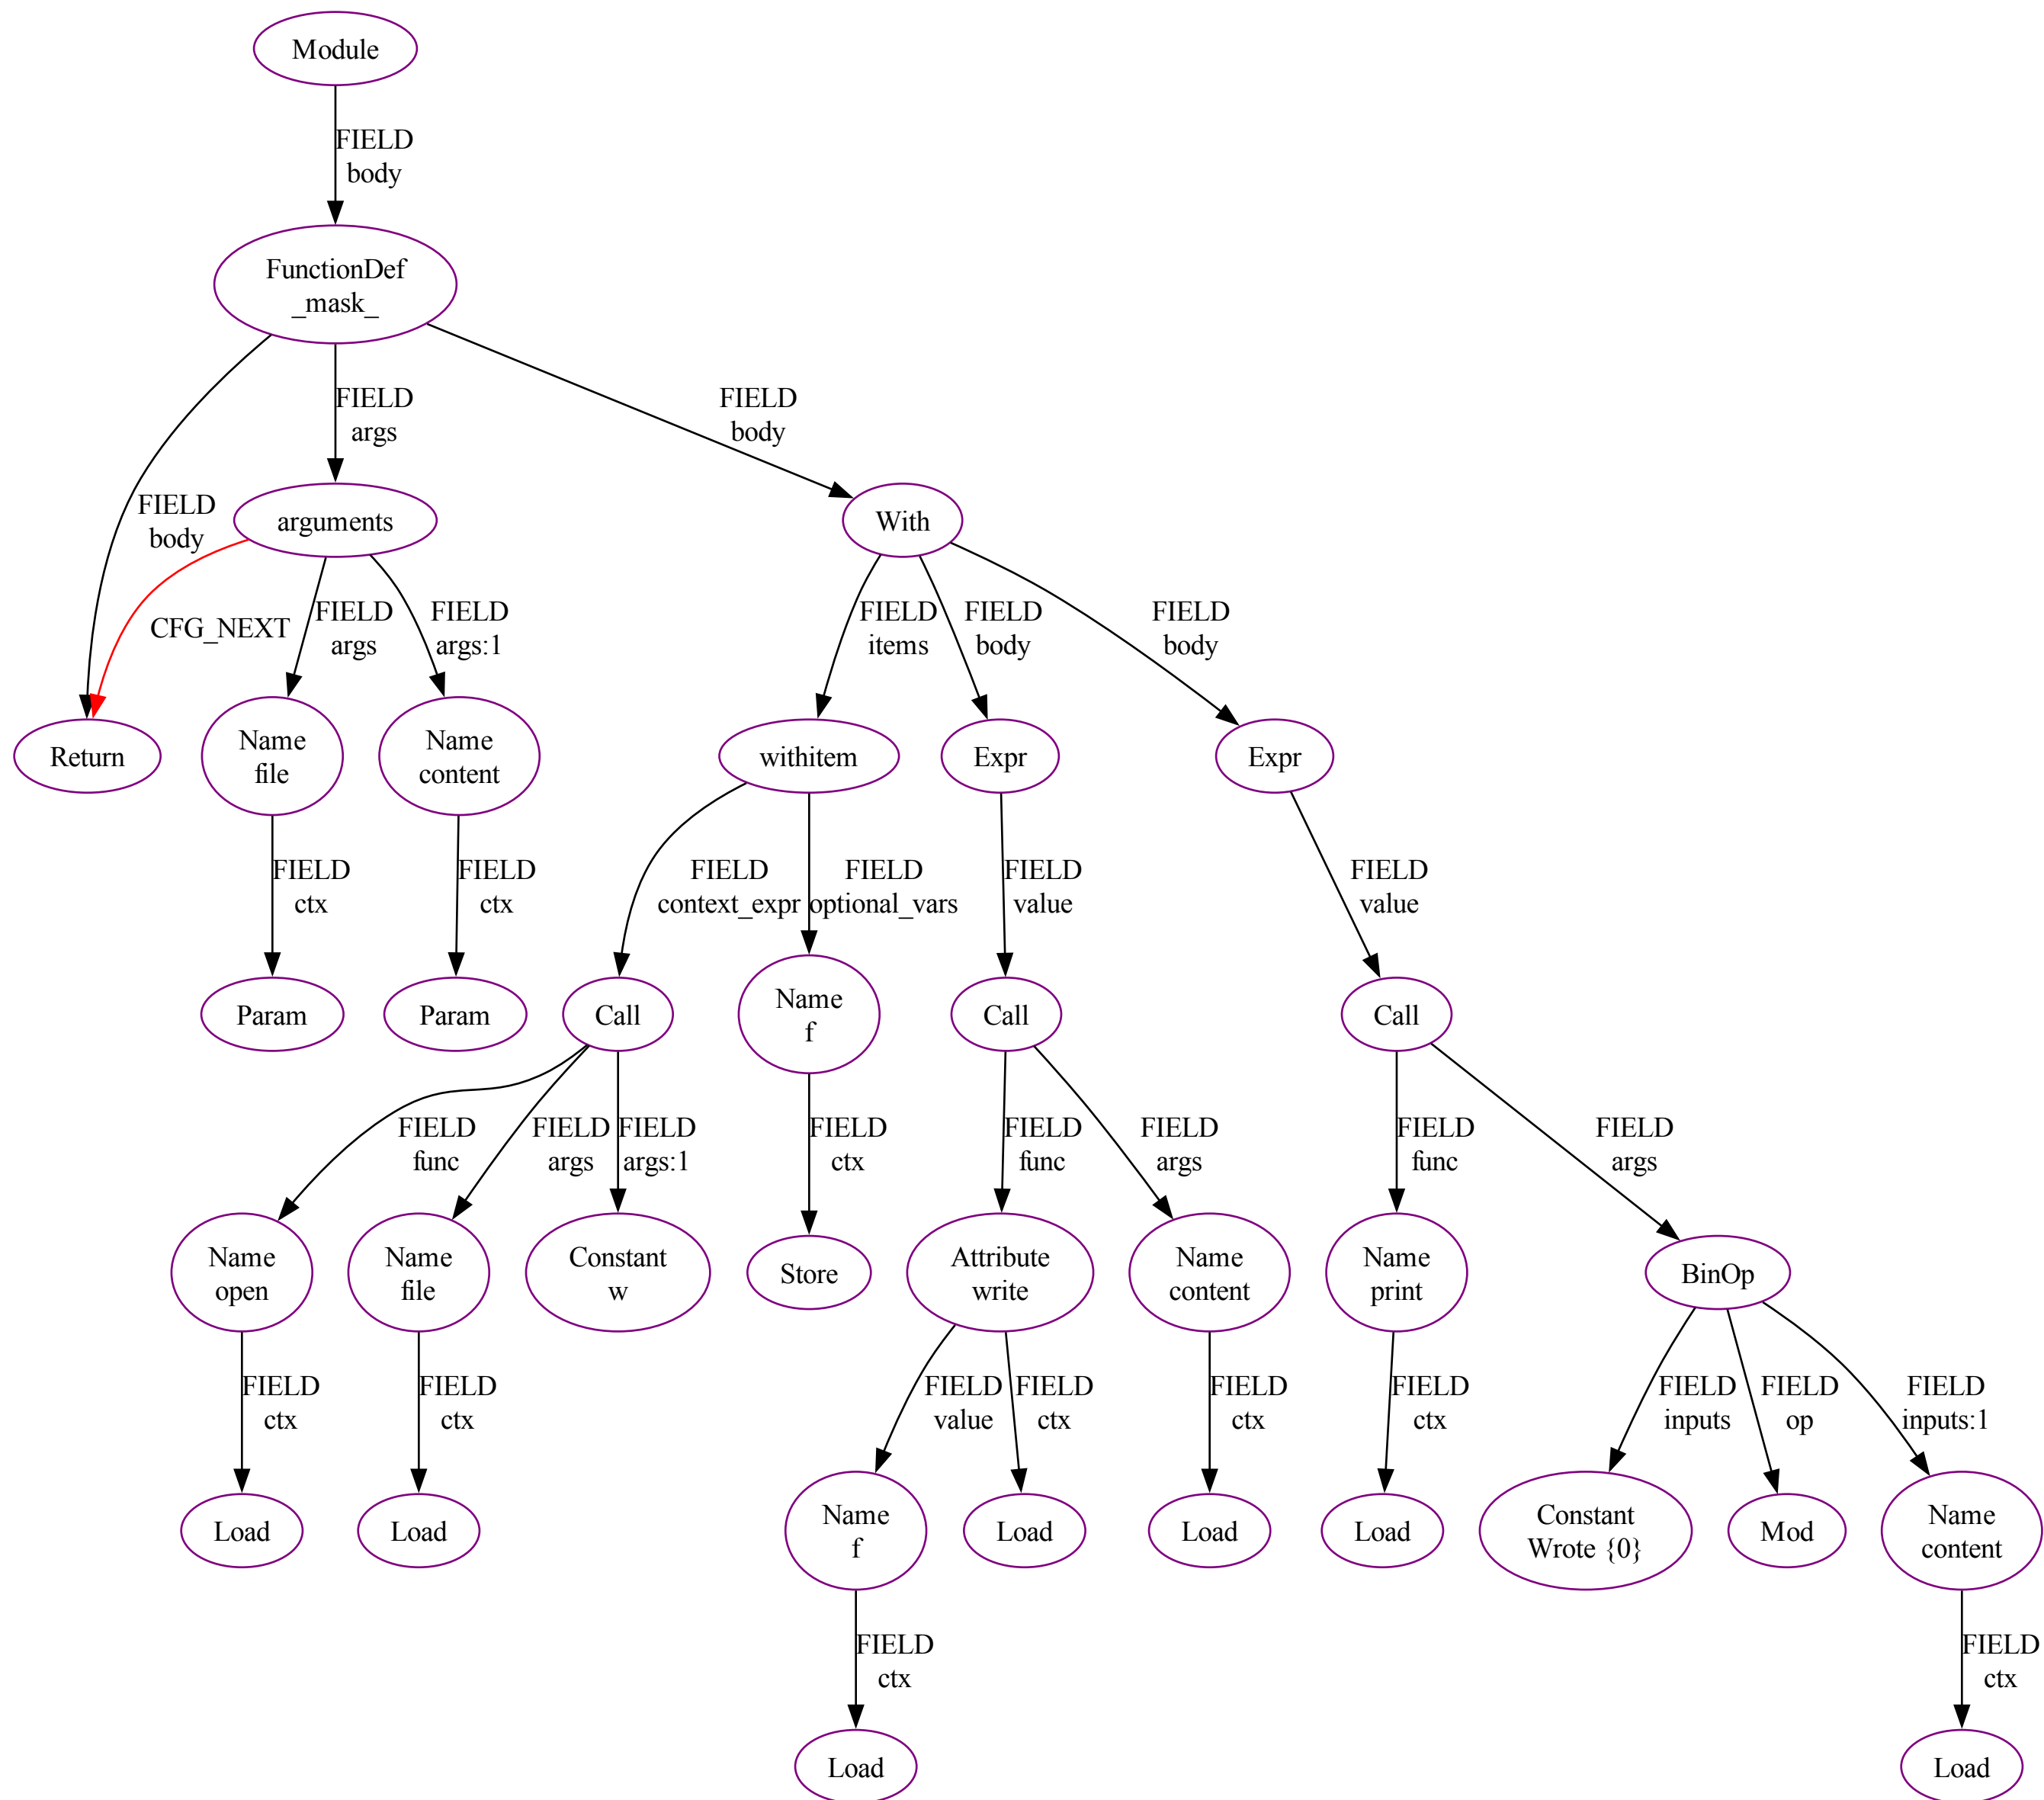 Module
FIELD
body
FunctionDef
_mask_
FIELD
args
FIELD
body
FIELD
body
arguments
With
CFG_NEXT
FIELD
args
FIELD
args:1
FIELD
items
FIELD
body
FIELD
body
Return
Name
file
Name
content
withitem
Expr
Expr
FIELD
ctx
FIELD
ctx
FIELD
context_expr
FIELD
optional_vars
FIELD
value
FIELD
value
Param
Param
Call
Name
f
Call
Call
FIELD
func
FIELD
args
FIELD
args:1
FIELD
ctx
FIELD
func
FIELD
args
FIELD
func
FIELD
args
Name
open
Name
file
Constant
w
Store
Attribute
write
Name
content
Name
print
BinOp
FIELD
ctx
FIELD
ctx
FIELD
value
FIELD
ctx
FIELD
ctx
FIELD
ctx
FIELD
inputs
FIELD
op
FIELD
inputs:1
Load
Load
Name
f
Load
Load
Load
Constant
Wrote {0}
Mod
Name
content
FIELD
ctx
FIELD
ctx
Load
Load